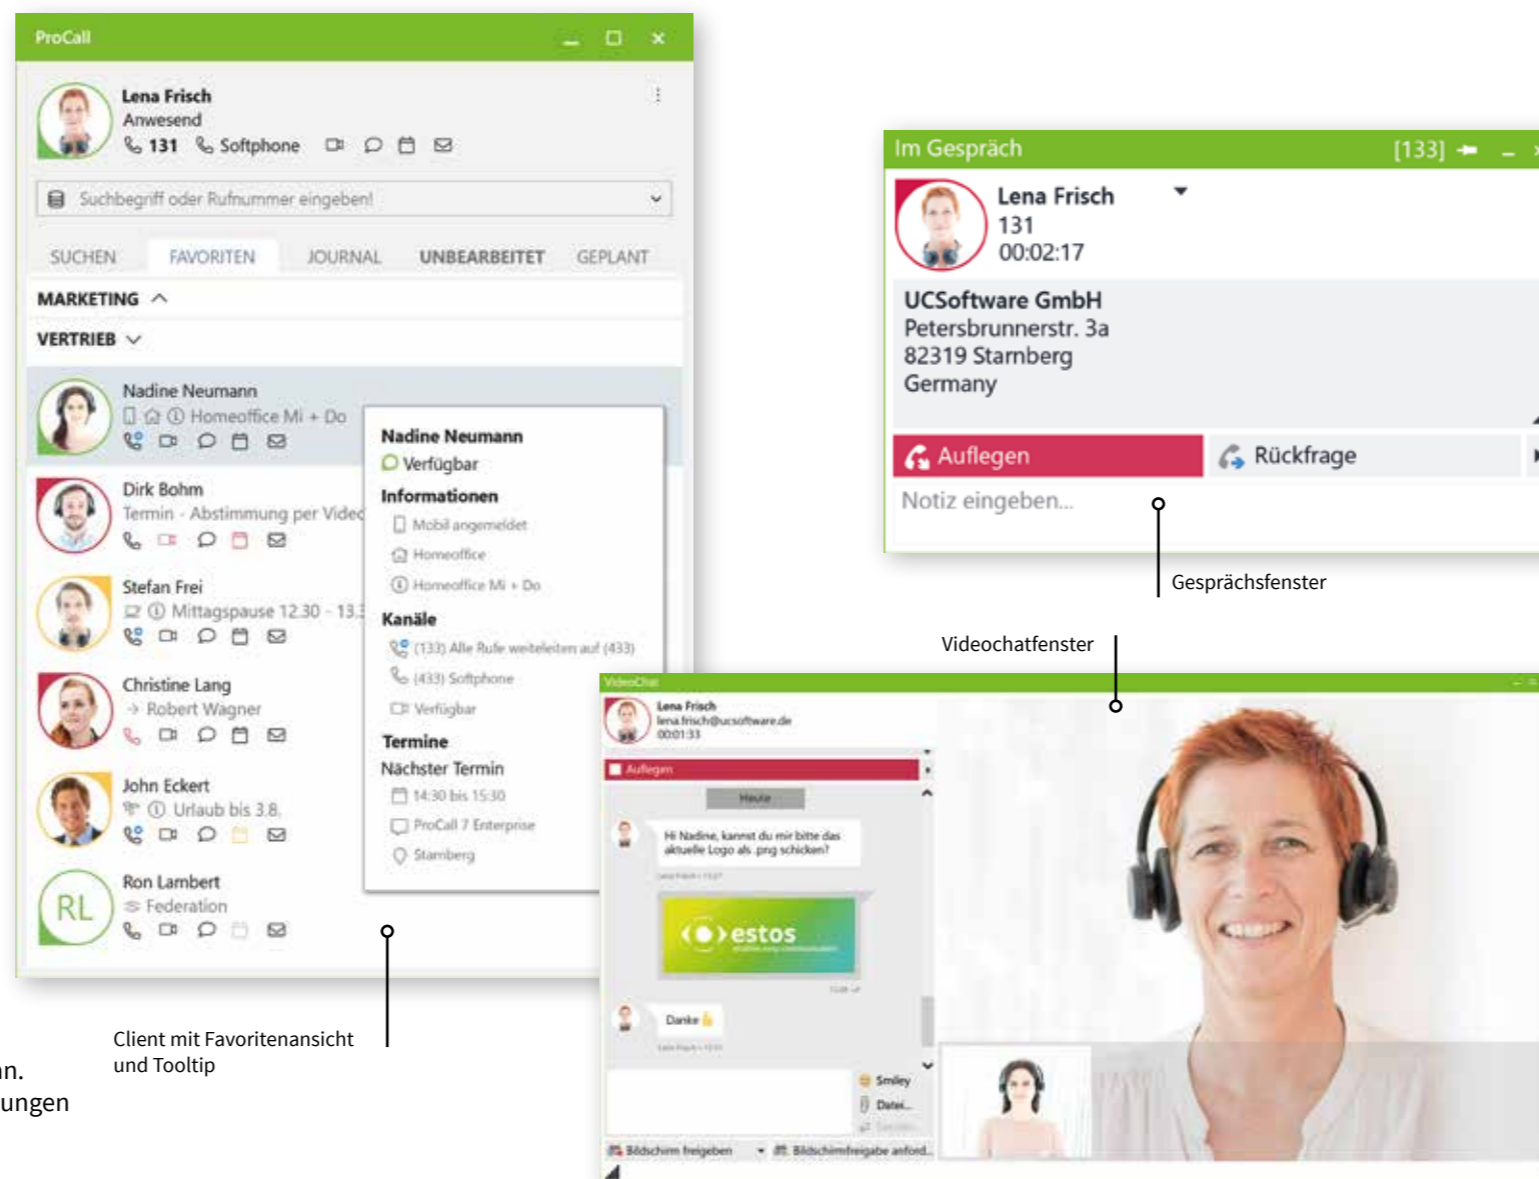 ProCall
Lena Frisch
Anwesend
131 Softphone
Suchbegriff oder Rufnummer eingeben!
SUCHEN FAVORITEN JOURNAL UNBEARBEITET GEPLANT
MARKETING
VERTRIEB
Nadine Neumann
Homeoffice Mi + Do
Dirk Bohm
Termin - Abstimmung per Video
Stefan Frei
Mittagspause 12.30 - 13.3
Christine Lang
→ Robert Wagner
John Eckert
Urlaub bis 3.8.
RL
Ron Lambert
Federation
Nadine Neumann
Verfügbar
Informationen
Mobil angemeldet
Homeoffice
Homeoffice Mi + Do
Kanäle
(133) Alle Rufe weiteleiten auf (433)
(433) Softphone
Verfügbar
Termine
Nächster Termin
14:30 bis 15:30
ProCall 7 Enterprise
Starnberg
Client mit Favoritenansicht
und Tooltip
nn.
ungen
Im Gespräch [133]
Lena Frisch
131
00:02:17
UCSoftware GmbH
Petersbrunnerstr. 3a
82319 Starnberg
Germany
Auflegen Rückfrage
Notiz eingeben...
Gesprächsfenster
Videochatfenster
VideoChat
Lena Frisch
lena.frisch@ucsoftware.de
00:01:33
Auflegen
Heute
Hi Nadine, kannst du mir bitte das
aktuelle Logo als .png schicken?
estos
Danke
Smiley
Datei...
Bildschirm freigeben Bildschirmfreigabe anford...